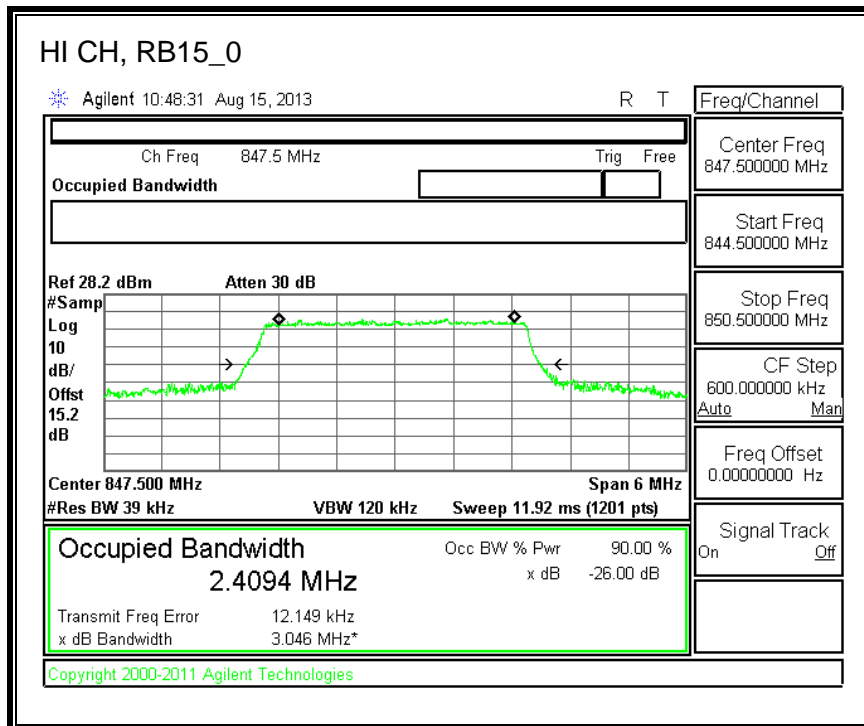 HI CH, RB15_0
Agilent 10:48:31 Aug 15, 2013 R T
Ch Freq 847.5 MHz Trig Free
Occupied Bandwidth
Ref 28.2 dBm Atten 30 dB
#Samp
Log
10
dB/
Offst
15.2
dB
Center 847.500 MHz Span 6 MHz
#Res BW 39 kHz VBW 120 kHz Sweep 11.92 ms (1201 pts)
Occupied Bandwidth Occ BW % Pwr 90.00 %
2.4094 MHz x dB -26.00 dB
Transmit Freq Error 12.149 kHz
x dB Bandwidth 3.046 MHz*
Copyright 2000-2011 Agilent Technologies
Freq/Channel
Center Freq
847.500000 MHz
Start Freq
844.500000 MHz
Stop Freq
850.500000 MHz
CF Step
600.000000 kHz
Auto Man
Freq Offset
0.00000000 Hz
Signal Track
On Off